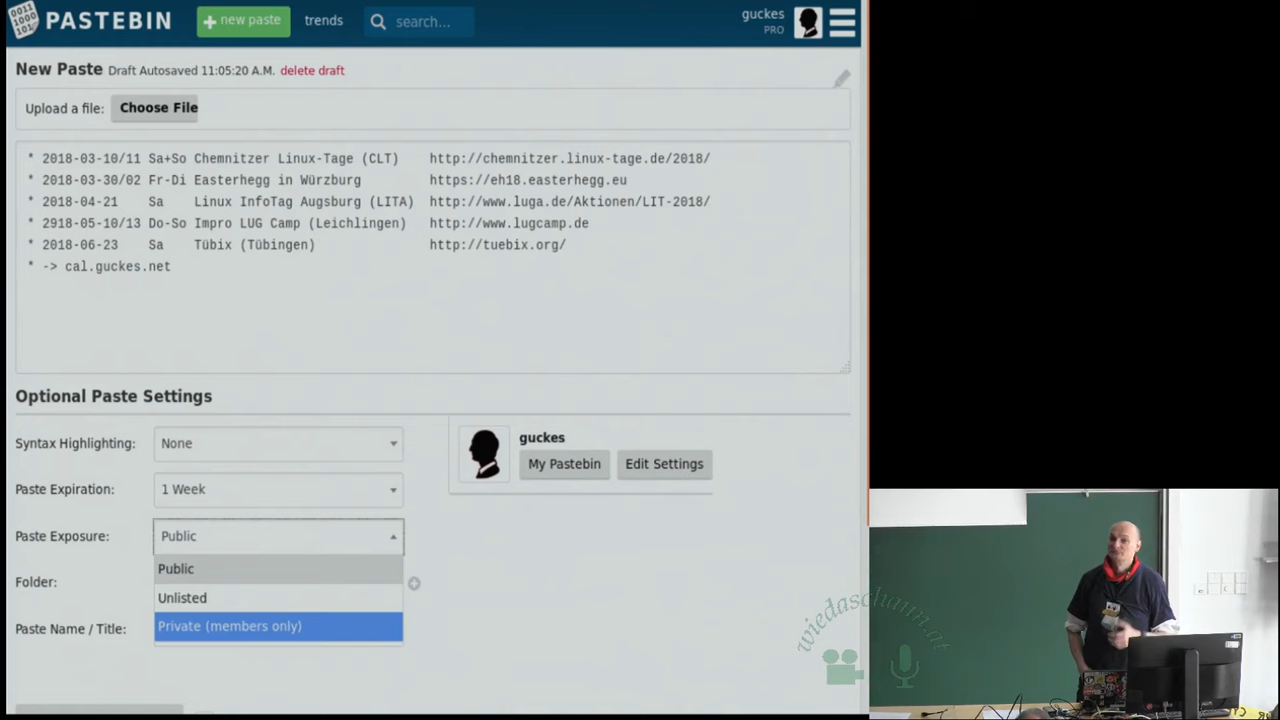 0011
1000
101
PASTEBIN
+ new paste
trends
search...
guckes
PRO
New Paste Draft Autosaved 11:05:20 A.M. delete draft
Upload a file: Choose File
* 2018-03-10/11 Sa+So Chemnitzer Linux-Tage (CLT) http://chemnitzer.linux-tage.de/2018/
* 2018-03-30/02 Fr-Di Easterhegg in Würzburg https://eh18.easterhegg.eu
* 2018-04-21 Sa Linux InfoTag Augsburg (LITA) http://www.luga.de/Aktionen/LIT-2018/
* 2918-05-10/13 Do-So Impro LUG Camp (Leichlingen) http://www.lugcamp.de
* 2018-06-23 Sa Tübix (Tübingen) http://tuebix.org/
* -> cal.guckes.net
Optional Paste Settings
Syntax Highlighting: None
guckes
My Pastebin Edit Settings
Paste Expiration: 1 Week
Paste Exposure: Public
Public
Folder:
Unlisted
Private (members only)
Paste Name / Title:
wiedaschaun.at